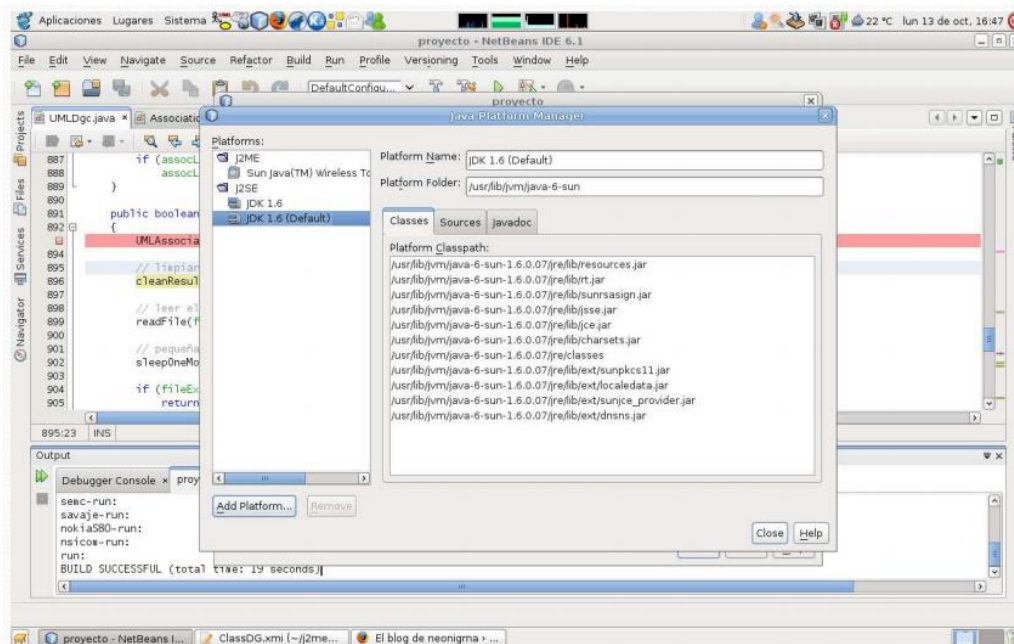 Aplicaciones Lugares Sistema
22 °C lun 13 de oct, 16:47
proyecto - NetBeans IDE 6.1
File Edit View Navigate Source Refactor Build Run Profile Versioning Tools Window Help
DefaultConfigu...
proyecto
Java Platform Manager
UMLDgc.java Associatio
Projects
Files
Services
Navigator
887 if (assocL
888 assocL
889 }
890
891 public boolean
892 {
UMLAssocia
894
895 // limpiar
896 cleanResul
897
898 // leer el
899 readFile(f
900
901 // pequeña
902 sleepOneMo
903
904 if (fileEx
905 return
895:23 INS
Platforms:
J2ME
Sun Java(TM) Wireless To
J2SE
JDK 1.6
JDK 1.6 (Default)
Add Platform... Remove
Platform Name: JDK 1.6 (Default)
Platform Folder: /usr/lib/jvm/java-6-sun
Classes Sources Javadoc
Platform Classpath:
/usr/lib/jvm/java-6-sun-1.6.0.07/jre/lib/resources.jar
/usr/lib/jvm/java-6-sun-1.6.0.07/jre/lib/rt.jar
/usr/lib/jvm/java-6-sun-1.6.0.07/jre/lib/sunrsasign.jar
/usr/lib/jvm/java-6-sun-1.6.0.07/jre/lib/jsse.jar
/usr/lib/jvm/java-6-sun-1.6.0.07/jre/lib/jce.jar
/usr/lib/jvm/java-6-sun-1.6.0.07/jre/lib/charsets.jar
/usr/lib/jvm/java-6-sun-1.6.0.07/jre/classes
/usr/lib/jvm/java-6-sun-1.6.0.07/jre/lib/ext/sunpkcs11.jar
/usr/lib/jvm/java-6-sun-1.6.0.07/jre/lib/ext/localedata.jar
/usr/lib/jvm/java-6-sun-1.6.0.07/jre/lib/ext/sunjce_provider.jar
/usr/lib/jvm/java-6-sun-1.6.0.07/jre/lib/ext/dnsns.jar
Close Help
Output
Debugger Console proy
semc-run:
savaje-run:
nokiaS80-run:
nsicom-run:
run:
BUILD SUCCESSFUL (total time: 19 seconds)
proyecto - NetBeans I... ClassDG.xmi (~/j2me... El blog de neonigma › ...